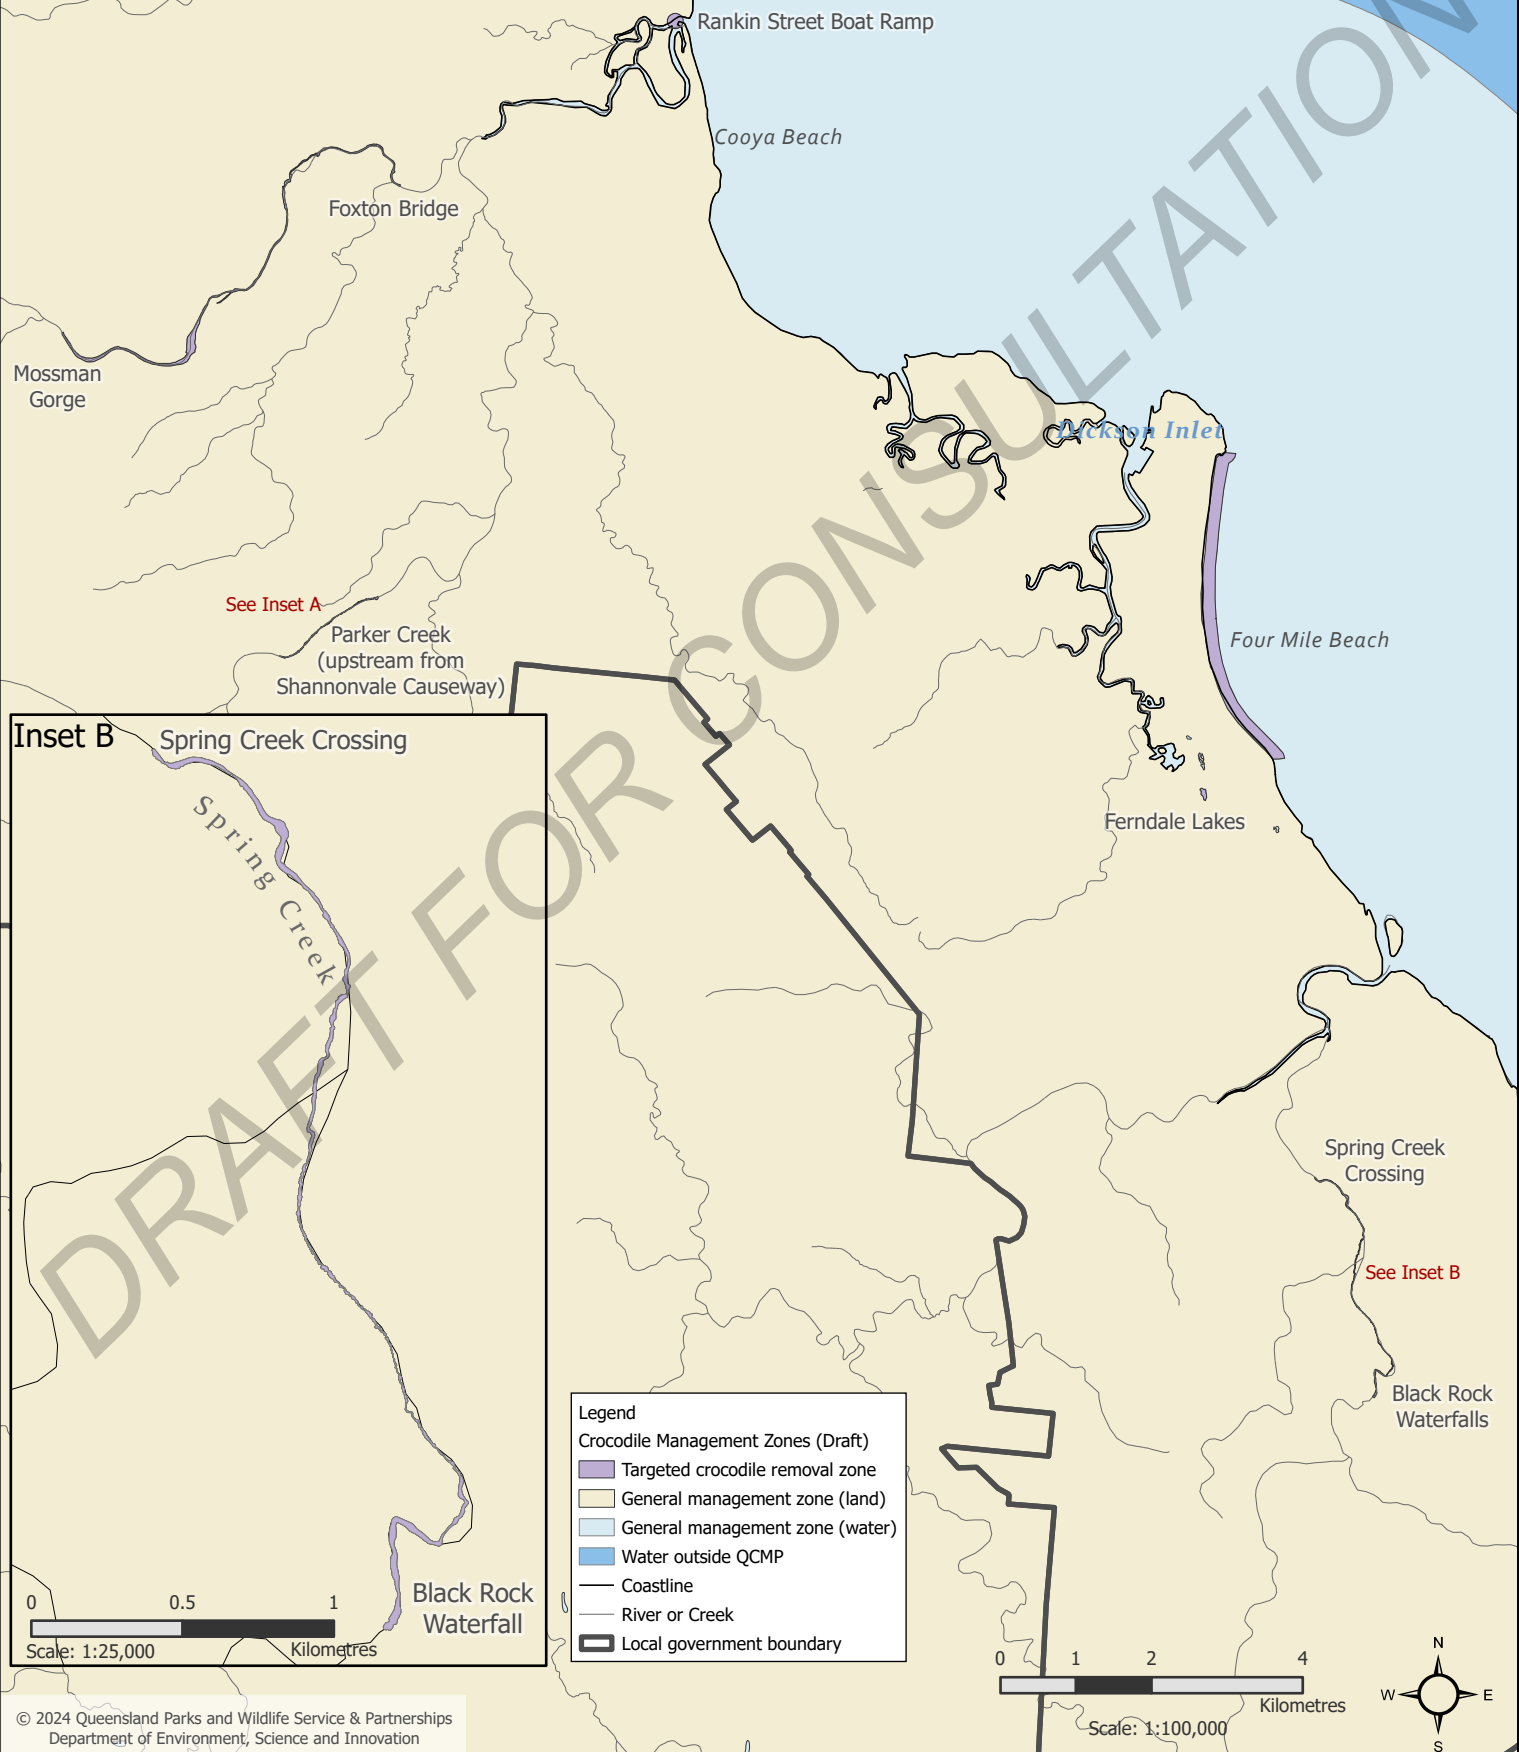 Rankin Street Boat Ramp
Cooya Beach
Foxton Bridge
Mossman
Gorge
Dickson Inlet
See Inset A
Parker Creek
(upstream from
Shannonvale Causeway)
Four Mile Beach
Ferndale Lakes
Inset B
Spring Creek Crossing
Spring Creek
Black Rock
Waterfall
0 0.5 1
Scale: 1:25,000
Kilometres
Spring Creek
Crossing
See Inset B
Black Rock
Waterfalls
Legend
Crocodile Management Zones (Draft)
Targeted crocodile removal zone
General management zone (land)
General management zone (water)
Water outside QCMP
Coastline
River or Creek
Local government boundary
0 1 2 4
Kilometres
Scale: 1:100,000
N
W E
S
© 2024 Queensland Parks and Wildlife Service & Partnerships
Department of Environment, Science and Innovation
DRAFT FOR CONSULTATION